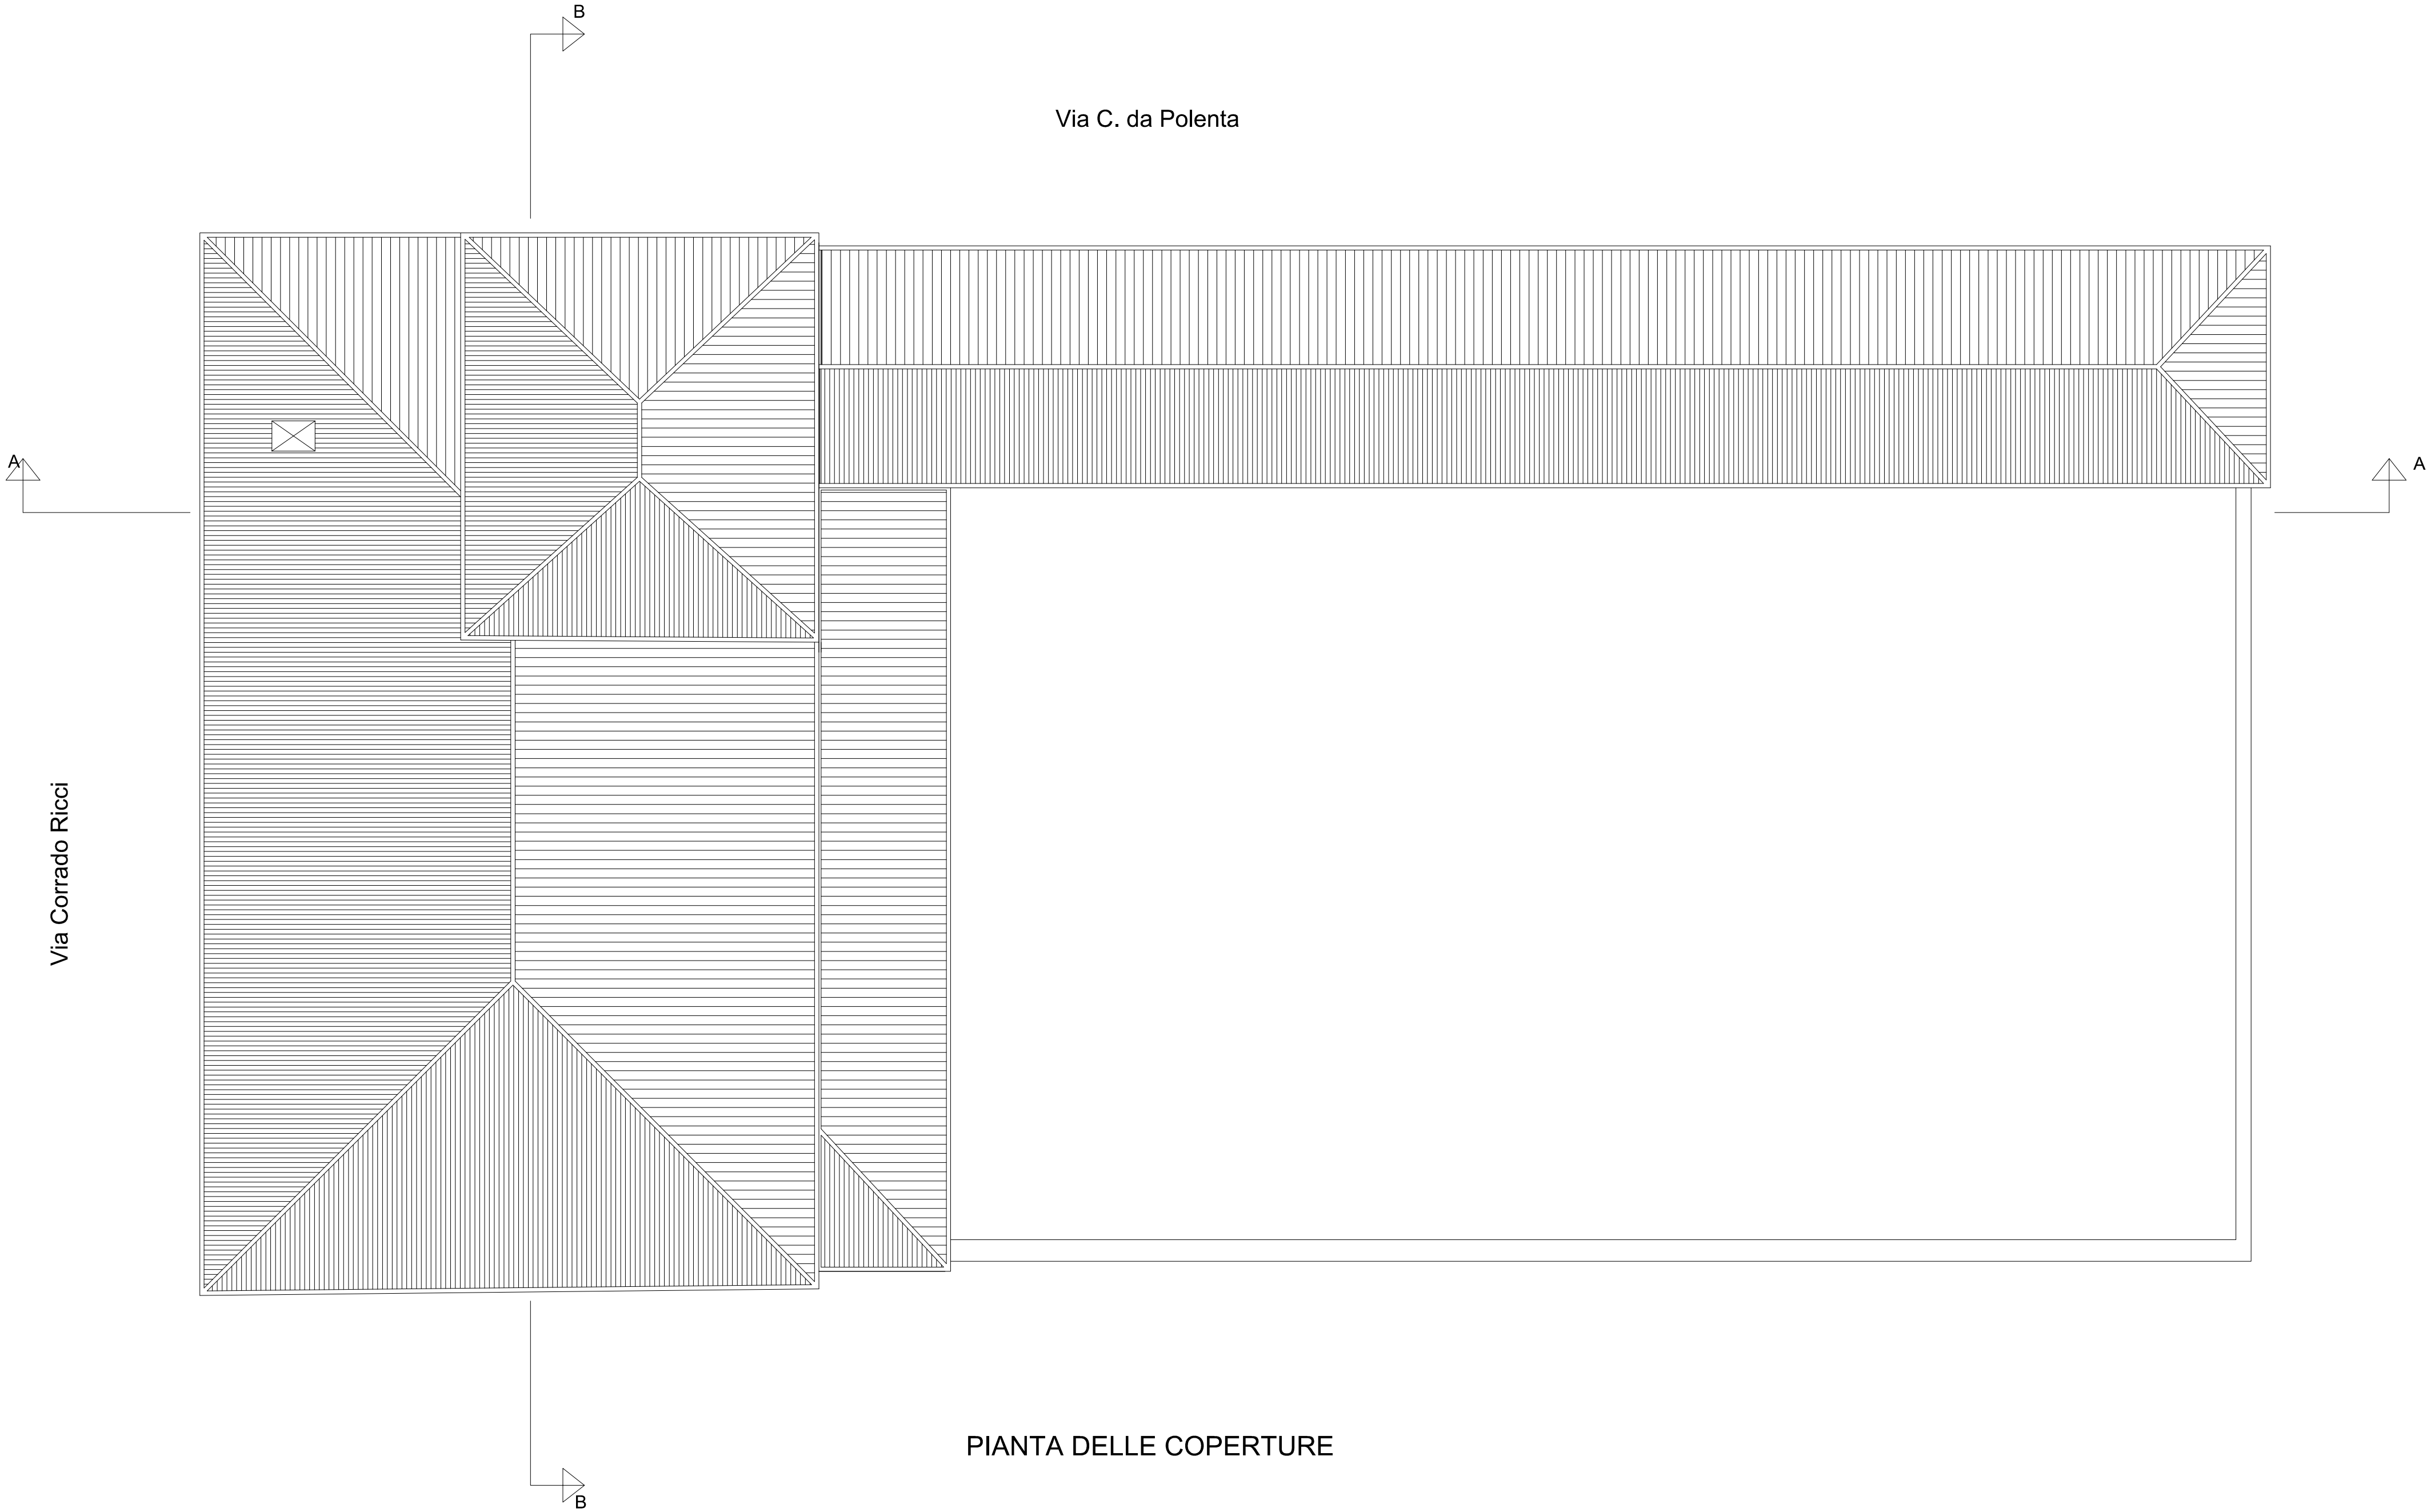 B
Via C. da Polenta
A
A
Via Corrado Ricci
PIANTA DELLE COPERTURE
B